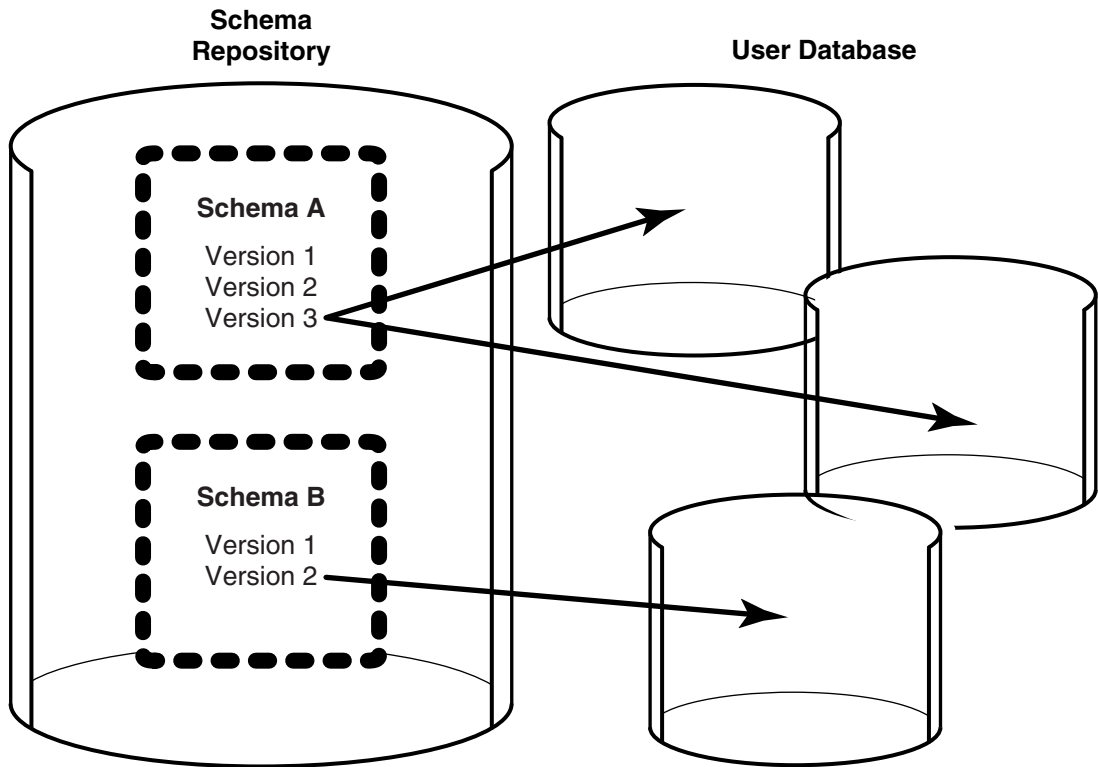 Schema
Repository
User Database
Schema A
Version 1
Version 2
Version 3
Schema B
Version 1
Version 2